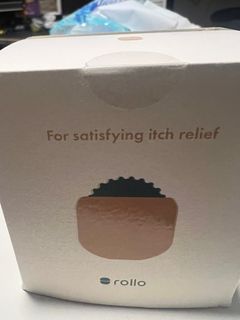 For satisfying itch relief
rollo